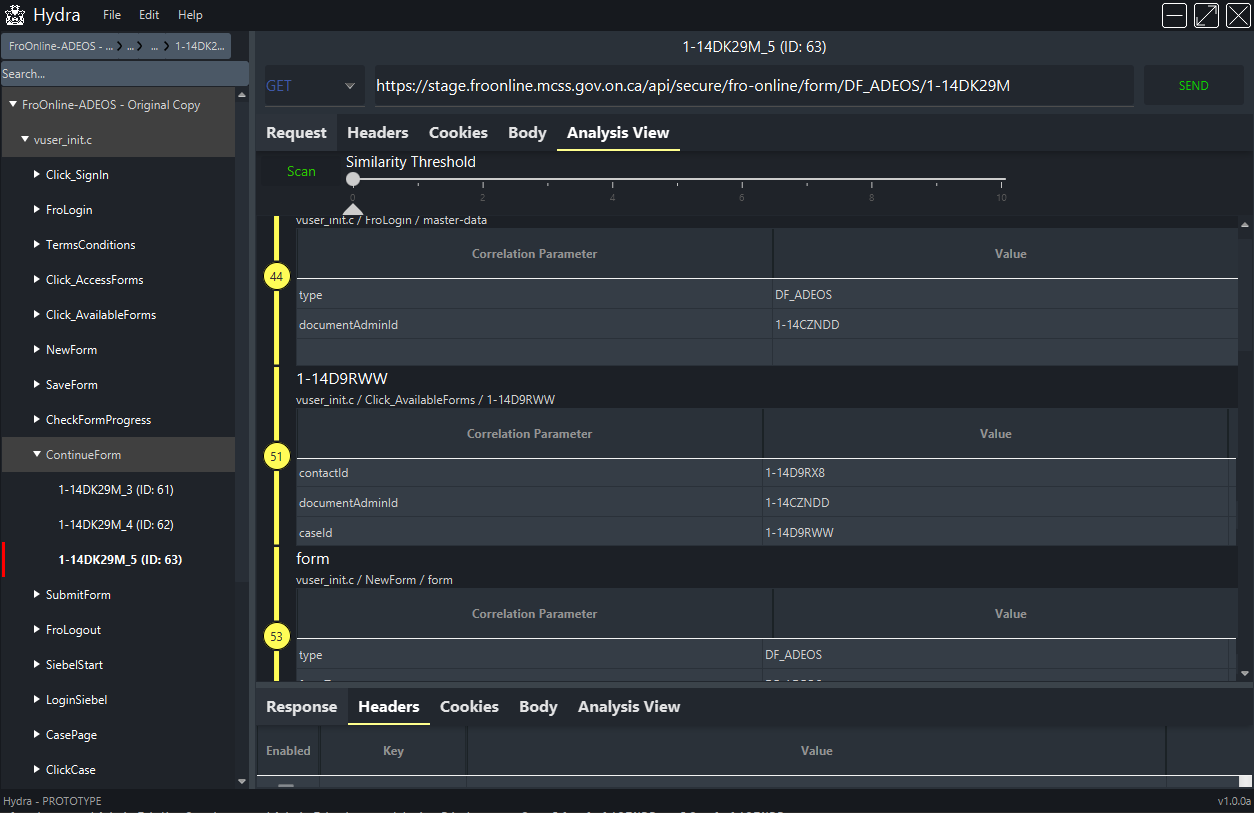 Hydra File Edit Help
FroOnline-ADEOS - ... ... ... 1-14DK2...
Search...
FroOnline-ADEOS - Original Copy
vuser_init.c
Click_SignIn
FroLogin
TermsConditions
Click_AccessForms
Click_AvailableForms
NewForm
SaveForm
CheckFormProgress
ContinueForm
1-14DK29M_3 (ID: 61)
1-14DK29M_4 (ID: 62)
1-14DK29M_5 (ID: 63)
SubmitForm
FroLogout
SiebelStart
LoginSiebel
CasePage
ClickCase
1-14DK29M_5 (ID: 63)
GET https://stage.froonline.mcss.gov.on.ca/api/secure/fro-online/form/DF_ADEOS/1-14DK29M SEND
Request Headers Cookies Body Analysis View
Scan Similarity Threshold
0 2 4 6 8 10
vuser_init.c / FroLogin / master-data
44
Correlation Parameter Value
type DF_ADEOS
documentAdminId 1-14CZNDD
1-14D9RWW
vuser_init.c / Click_AvailableForms / 1-14D9RWW
51
Correlation Parameter Value
contactId 1-14D9RX8
documentAdminId 1-14CZNDD
caseId 1-14D9RWW
form
vuser_init.c / NewForm / form
53
Correlation Parameter Value
type DF_ADEOS
Response Headers Cookies Body Analysis View
Enabled Key Value
Hydra - PROTOTYPE v1.0.0a